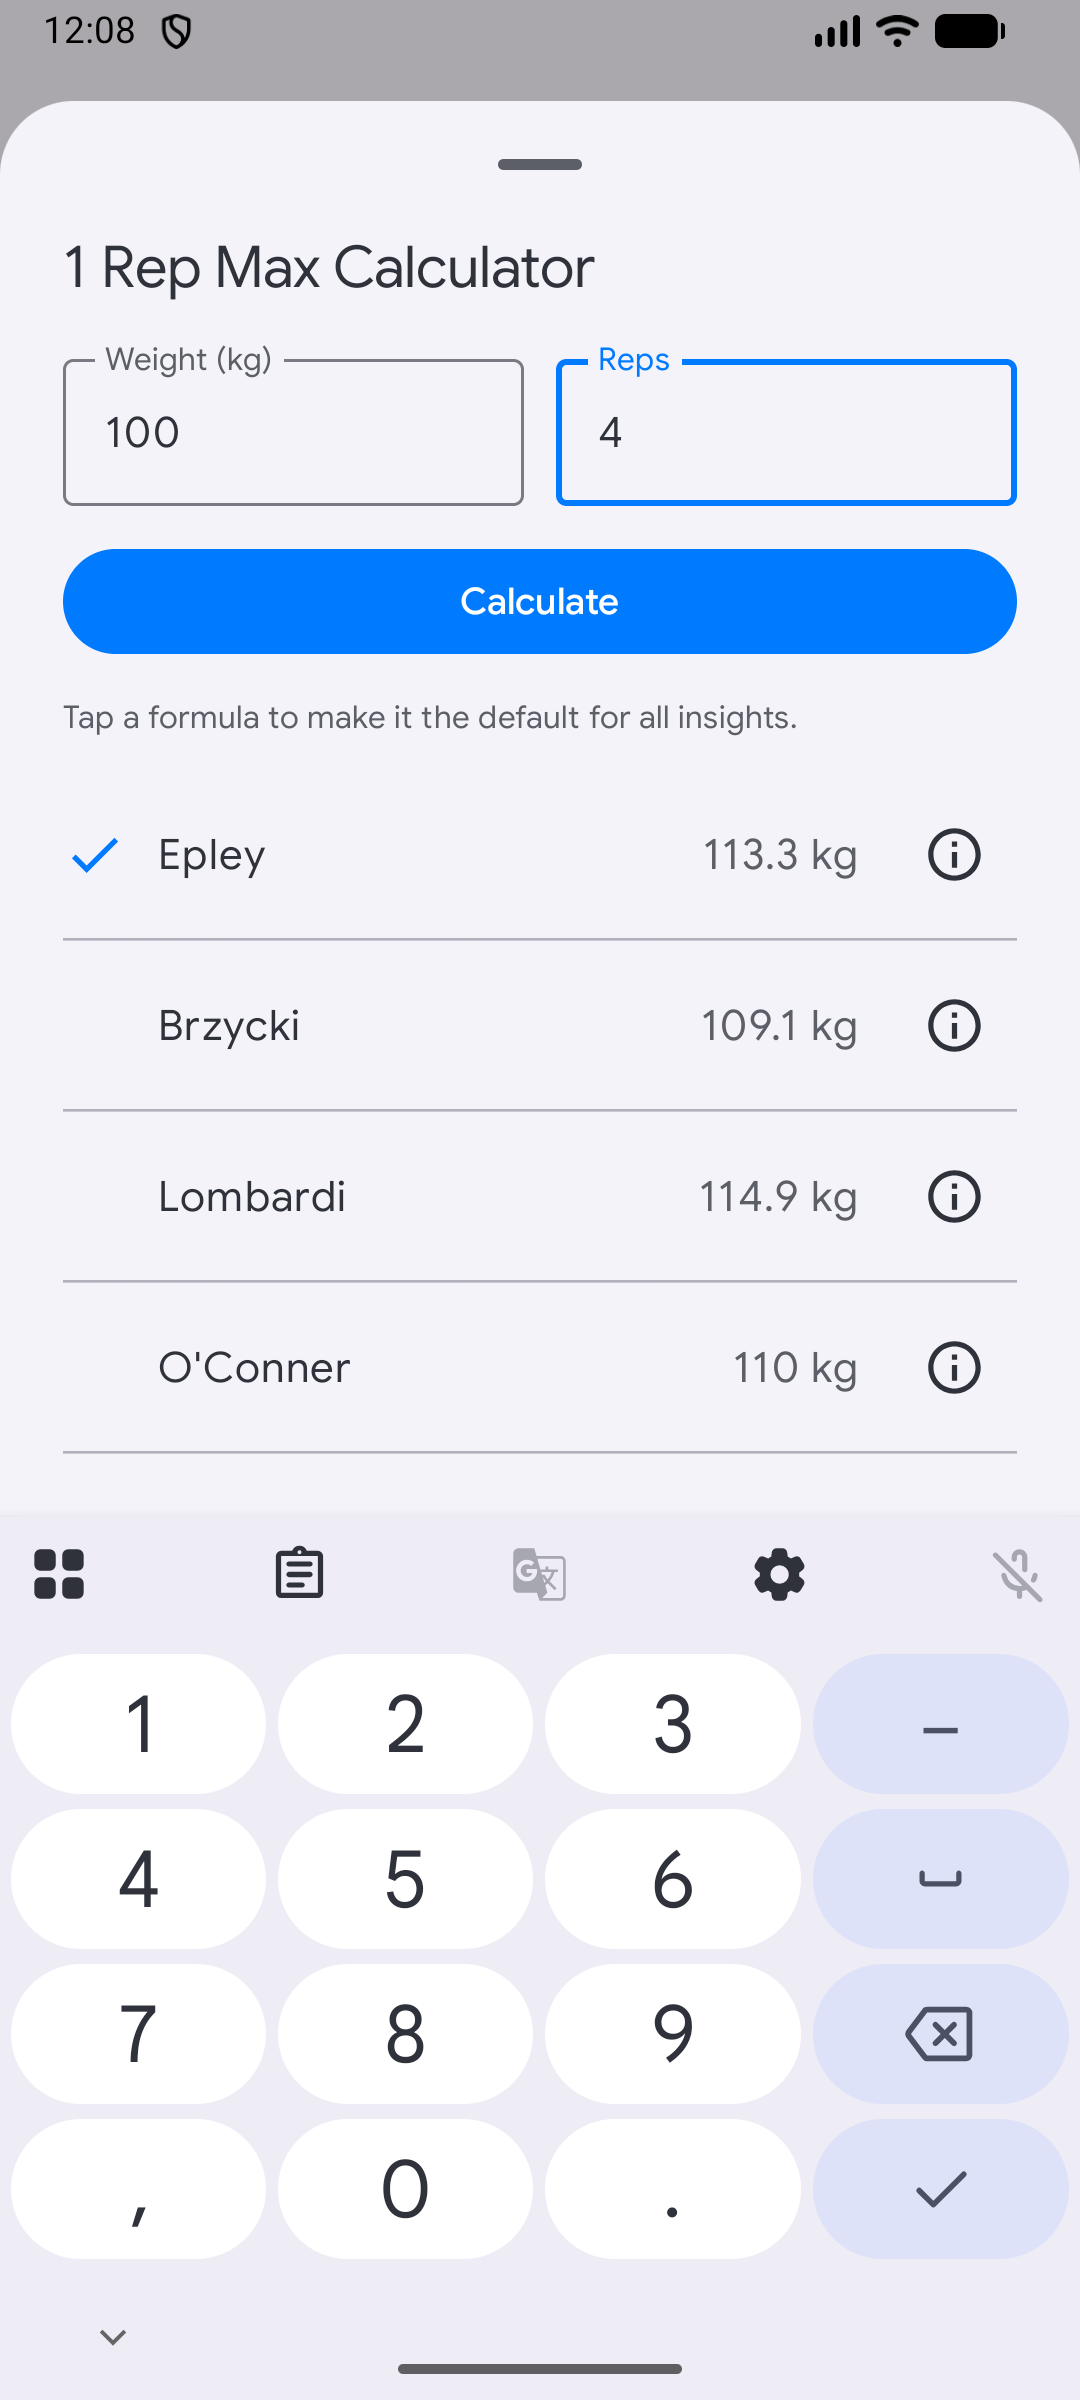 12:08
1 Rep Max Calculator
Weight (kg)
100
Reps
4
Calculate
Tap a formula to make it the default for all insights.
Epley 113.3 kg
Brzycki 109.1 kg
Lombardi 114.9 kg
O'Conner 110 kg
1 2 3 –
4 5 6
7 8 9
, 0 .